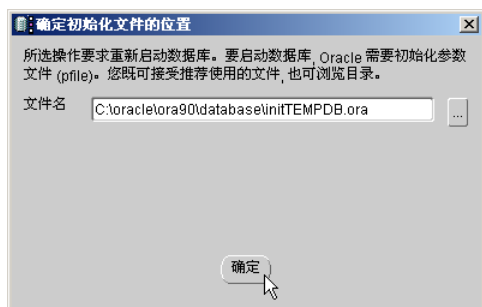 确定初始化文件的位置
所选操作要求重新启动数据库。要启动数据库, Oracle 需要初始化参数
文件 (pfile)。您既可接受推荐使用的文件, 也可浏览目录。
文件名 C:\oracle\ora90\database\initTEMPDB.ora ...
确定